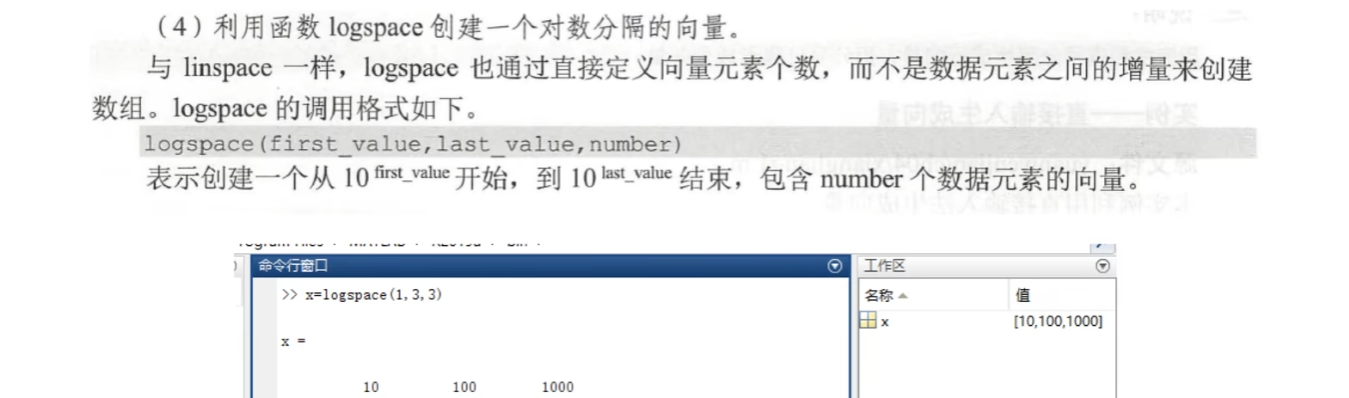 （4）利用函数 logspace 创建一个对数分隔的向量。
与 linspace 一样，logspace 也通过直接定义向量元素个数，而不是数据元素之间的增量来创建
数组。logspace 的调用格式如下。
logspace(first_value,last_value,number)
表示创建一个从 10 first_value 开始，到 10 last_value 结束，包含 number 个数据元素的向量。
命令行窗口
工作区
>> x=logspace(1,3,3)
名称
值
x
[10,100,1000]
x =
10 100 1000